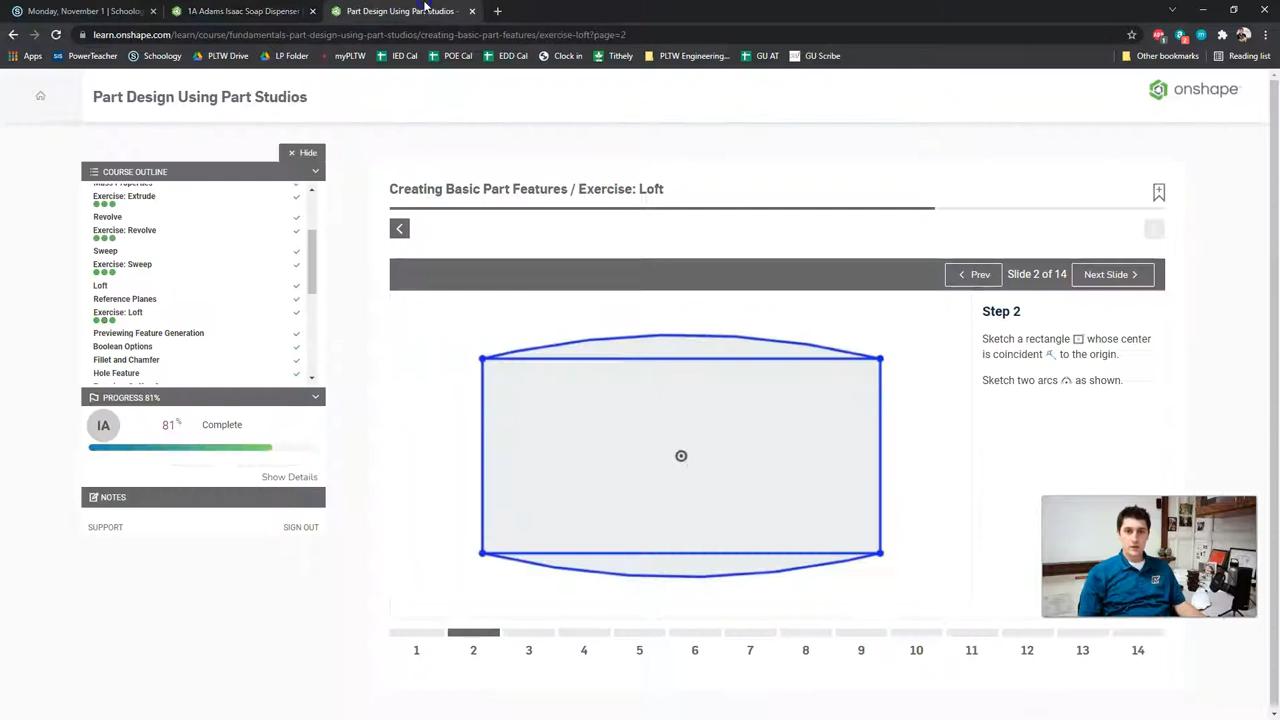 Monday, November 1 | Schoolog
1A Adams Isaac Soap Dispenser
Part Design Using Part Studios -
learn.onshape.com/learn/course/fundamentals-part-design-using-part-studios/creating-basic-part-features/exercise-loft?page=2
Apps
PowerTeacher
Schoology
PLTW Drive
LP Folder
myPLTW
IED Cal
POE Cal
EDD Cal
Clock in
Tithely
PLTW Engineering...
GU AT
GU Scribe
Other bookmarks
Reading list
Part Design Using Part Studios
onshape
Hide
COURSE OUTLINE
Mass Properties
Exercise: Extrude
Revolve
Exercise: Revolve
Sweep
Exercise: Sweep
Loft
Reference Planes
Exercise: Loft
Previewing Feature Generation
Boolean Options
Fillet and Chamfer
Hole Feature
PROGRESS 81%
IA
81% Complete
Show Details
NOTES
SUPPORT
SIGN OUT
Creating Basic Part Features / Exercise: Loft
Prev
Slide 2 of 14
Next Slide
Step 2
Sketch a rectangle whose center
is coincident to the origin.
Sketch two arcs as shown.
1 2 3 4 5 6 7 8 9 10 11 12 13 14